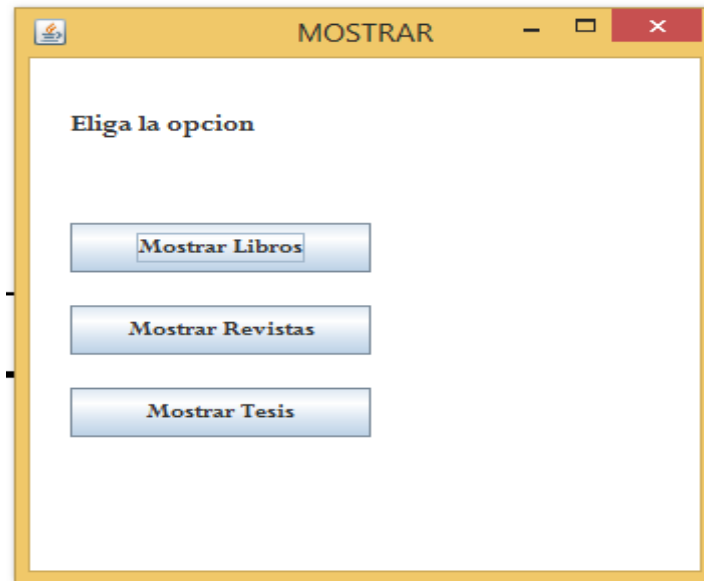 MOSTRAR
Eliga la opcion
Mostrar Libros
Mostrar Revistas
Mostrar Tesis